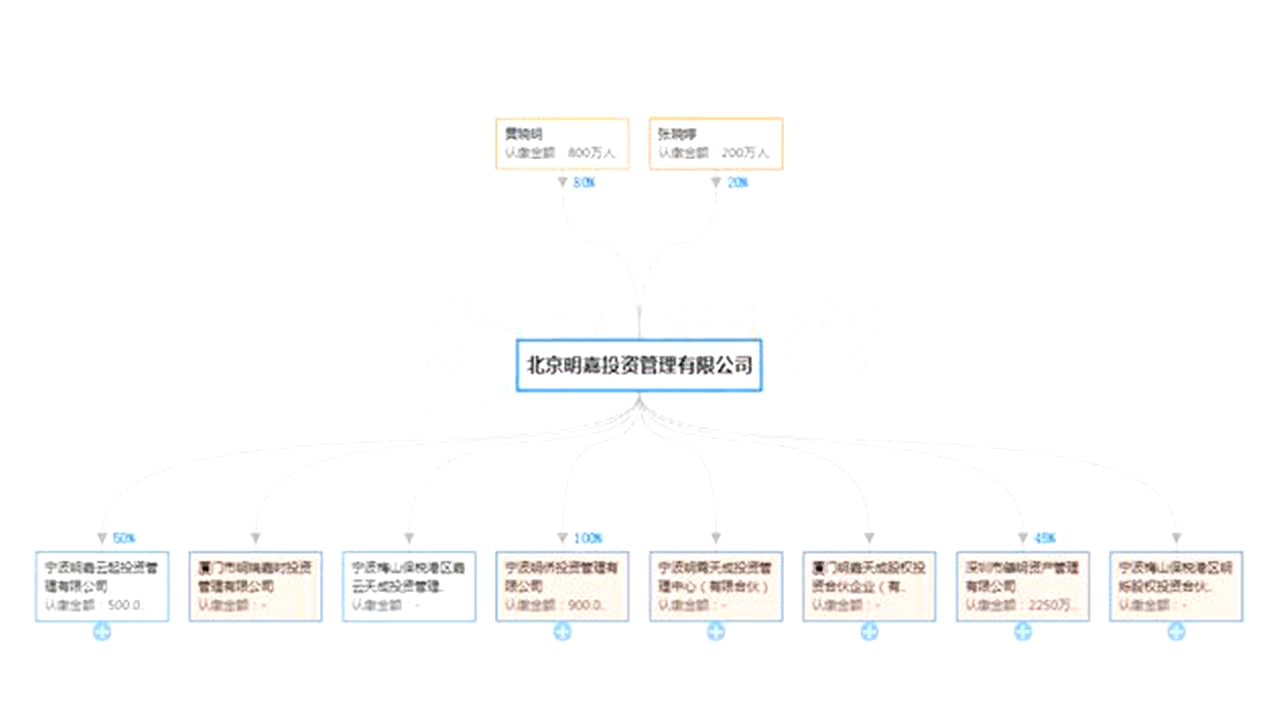 黄晓明
认缴金额：800万人
张晓婷
认缴金额：200万人
80%
20%
北京明嘉投资管理有限公司
50%
100%
45%
宁波明嘉云起投资管
理有限公司
认缴金额：500.0..
厦门市明瑞嘉时投资
管理有限公司
认缴金额：-
宁波梅山保税港区嘉
云天成投资管理..
认缴金额：-
宁波明侨投资管理有
限公司
认缴金额：900.0..
宁波明霄天成投资管
理中心（有限合伙）
认缴金额：-
厦门明嘉天成股权投
资合伙企业（有..
认缴金额：-
深圳市明资产管理
有限公司
认缴金额：2250万..
宁波梅山保税港区明
股权投资合伙..
认缴金额：-